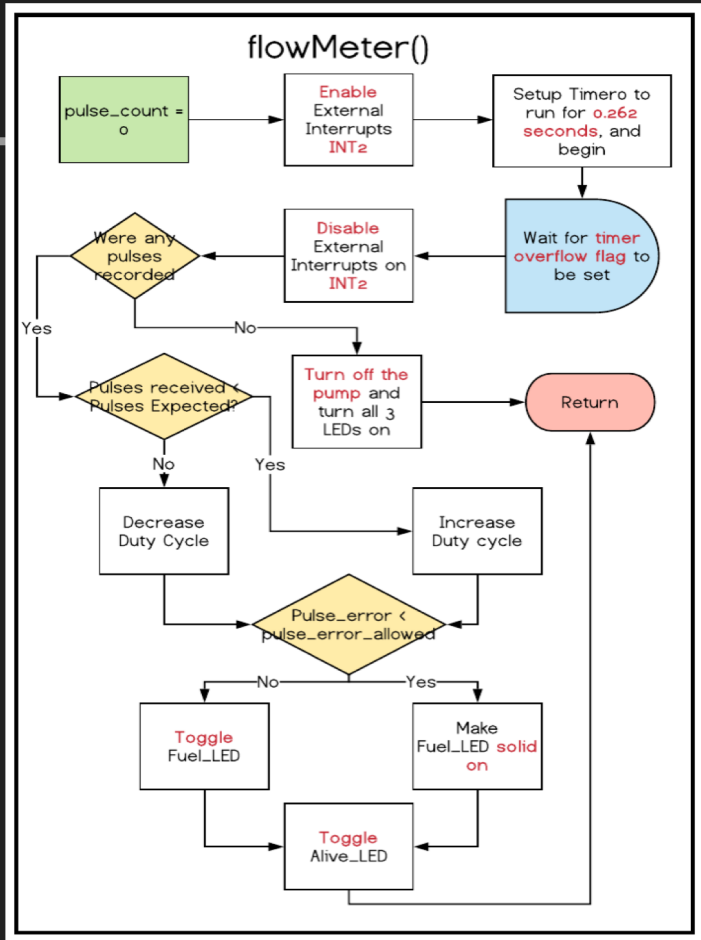 flowMeter()
pulse_count =
0
Enable
External
Interrupts
INT2
Setup Timer0 to
run for 0.262
seconds, and
begin
Were any
pulses
recorded
Disable
External
Interrupts on
INT2
Wait for timer
overflow flag to
be set
Yes
No
Pulses received <
Pulses Expected?
Turn off the
pump and
turn all 3
LEDs on
Return
No
Yes
Decrease
Duty Cycle
Increase
Duty cycle
Pulse_error <
pulse_error_allowed
No
Yes
Toggle
Fuel_LED
Make
Fuel_LED solid
on
Toggle
Alive_LED